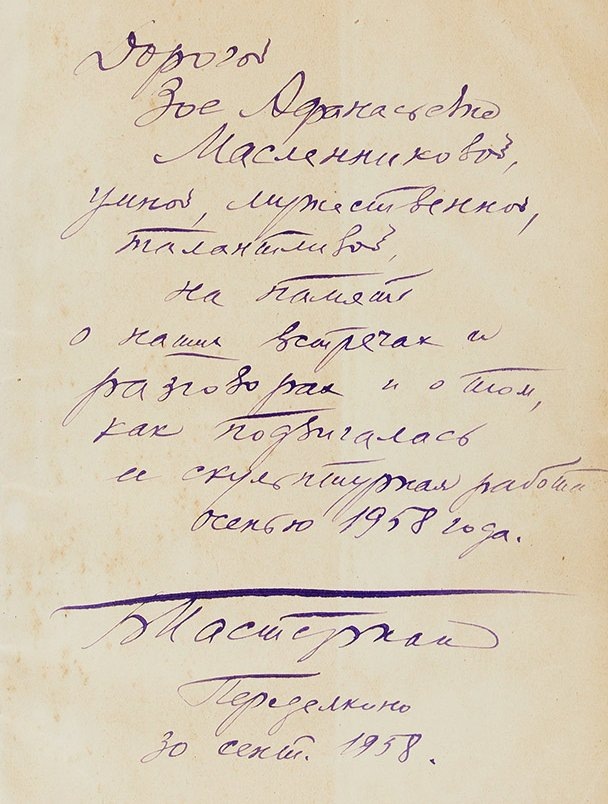 Дорогой
Зое Афанасьевне
Масленниковой,
умной, мужественной,
талантливой,
на память
о наших встречах и
разговорах и о том,
как подвигалась
ее скульптурная работа
осенью 1958 года.
БПастернак
Переделкино
30 сент. 1958.